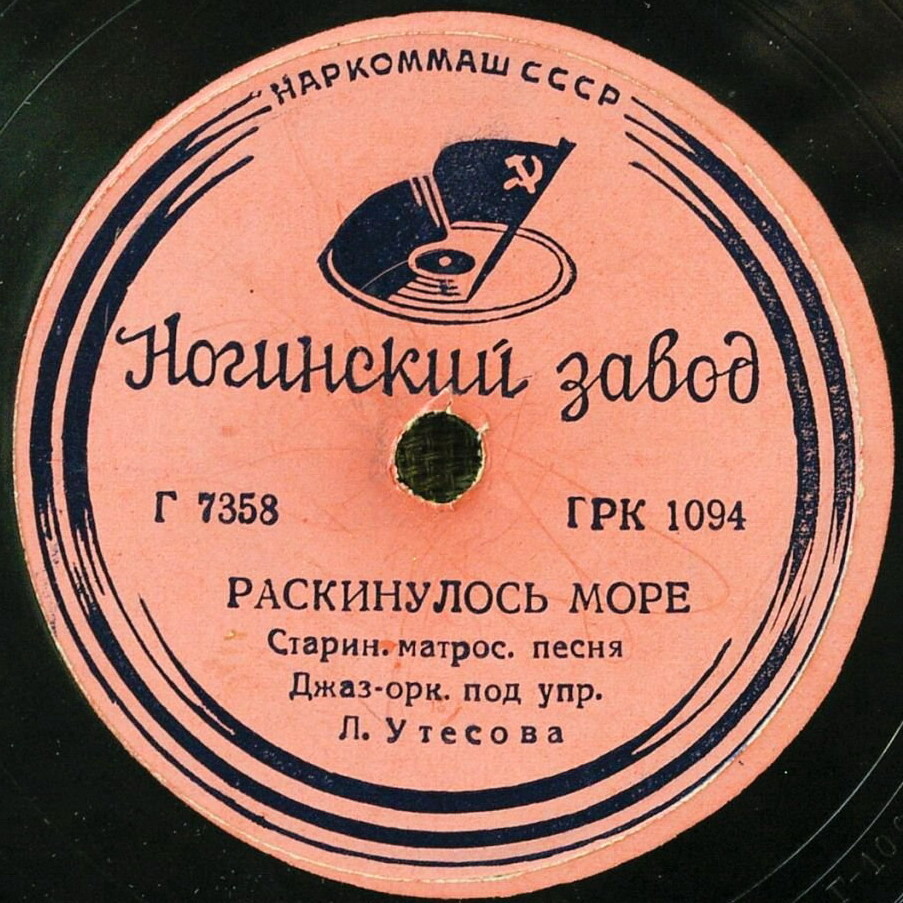 НАРКОММАШ СССР
Ногинский завод
Г 7358 ГРК 1094
РАСКИНУЛОСЬ МОРЕ
Старин. матрос. песня
Джаз-орк. под упр.
Л. Утесова